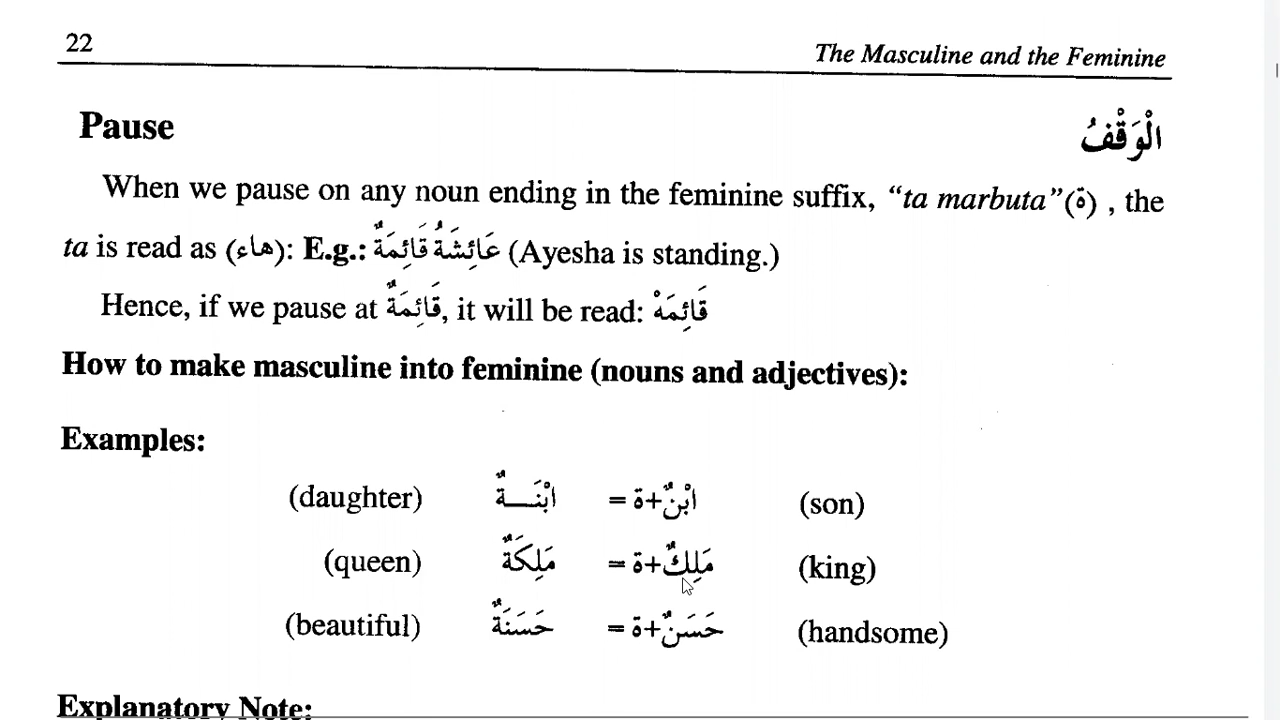 22 The Masculine and the Feminine
Pause الْوَقْفُ
When we pause on any noun ending in the feminine suffix, “ta marbuta”(ة) , the
ta is read as (هاء): E.g.: عَائِشَةُ قَائِمَةٌ (Ayesha is standing.)
Hence, if we pause at قَائِمَةٌ, it will be read: قَائِمَهْ
How to make masculine into feminine (nouns and adjectives):
Examples:
(daughter) ابْنَــةٌ = ابْنٌ+ة (son)
(queen) مَلِكَةٌ = مَلِكٌ+ة (king)
(beautiful) حَسَنَةٌ = حَسَنٌ+ة (handsome)
Explanatory Note: